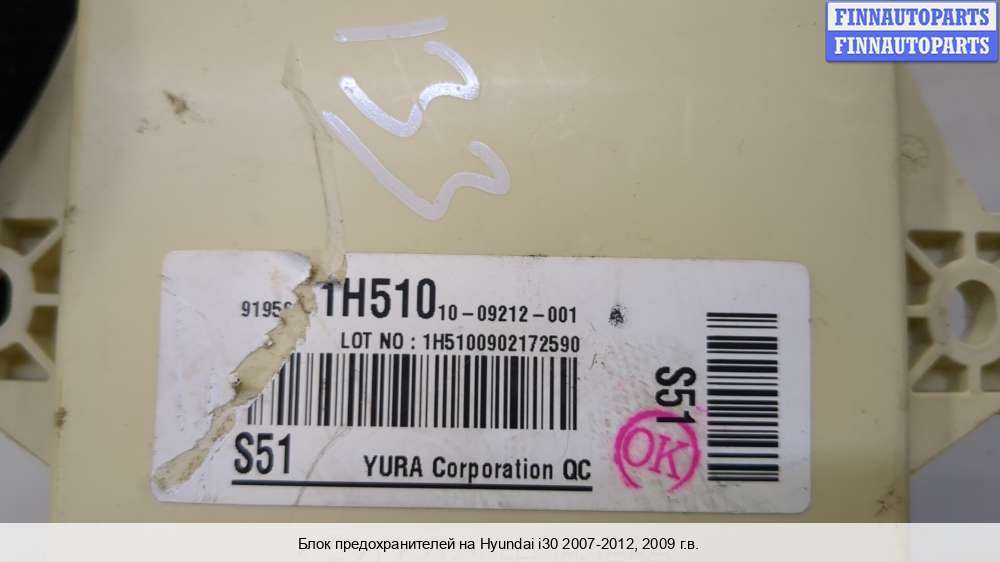 FINNAUTOPARTS
FINNAUTOPARTS
1H510 10-09212-001
LOT NO : 1H5100902172590
S51
OK
S51
YURA Corporation QC
Блок предохранителей на Hyundai i30 2007-2012, 2009 г.в.